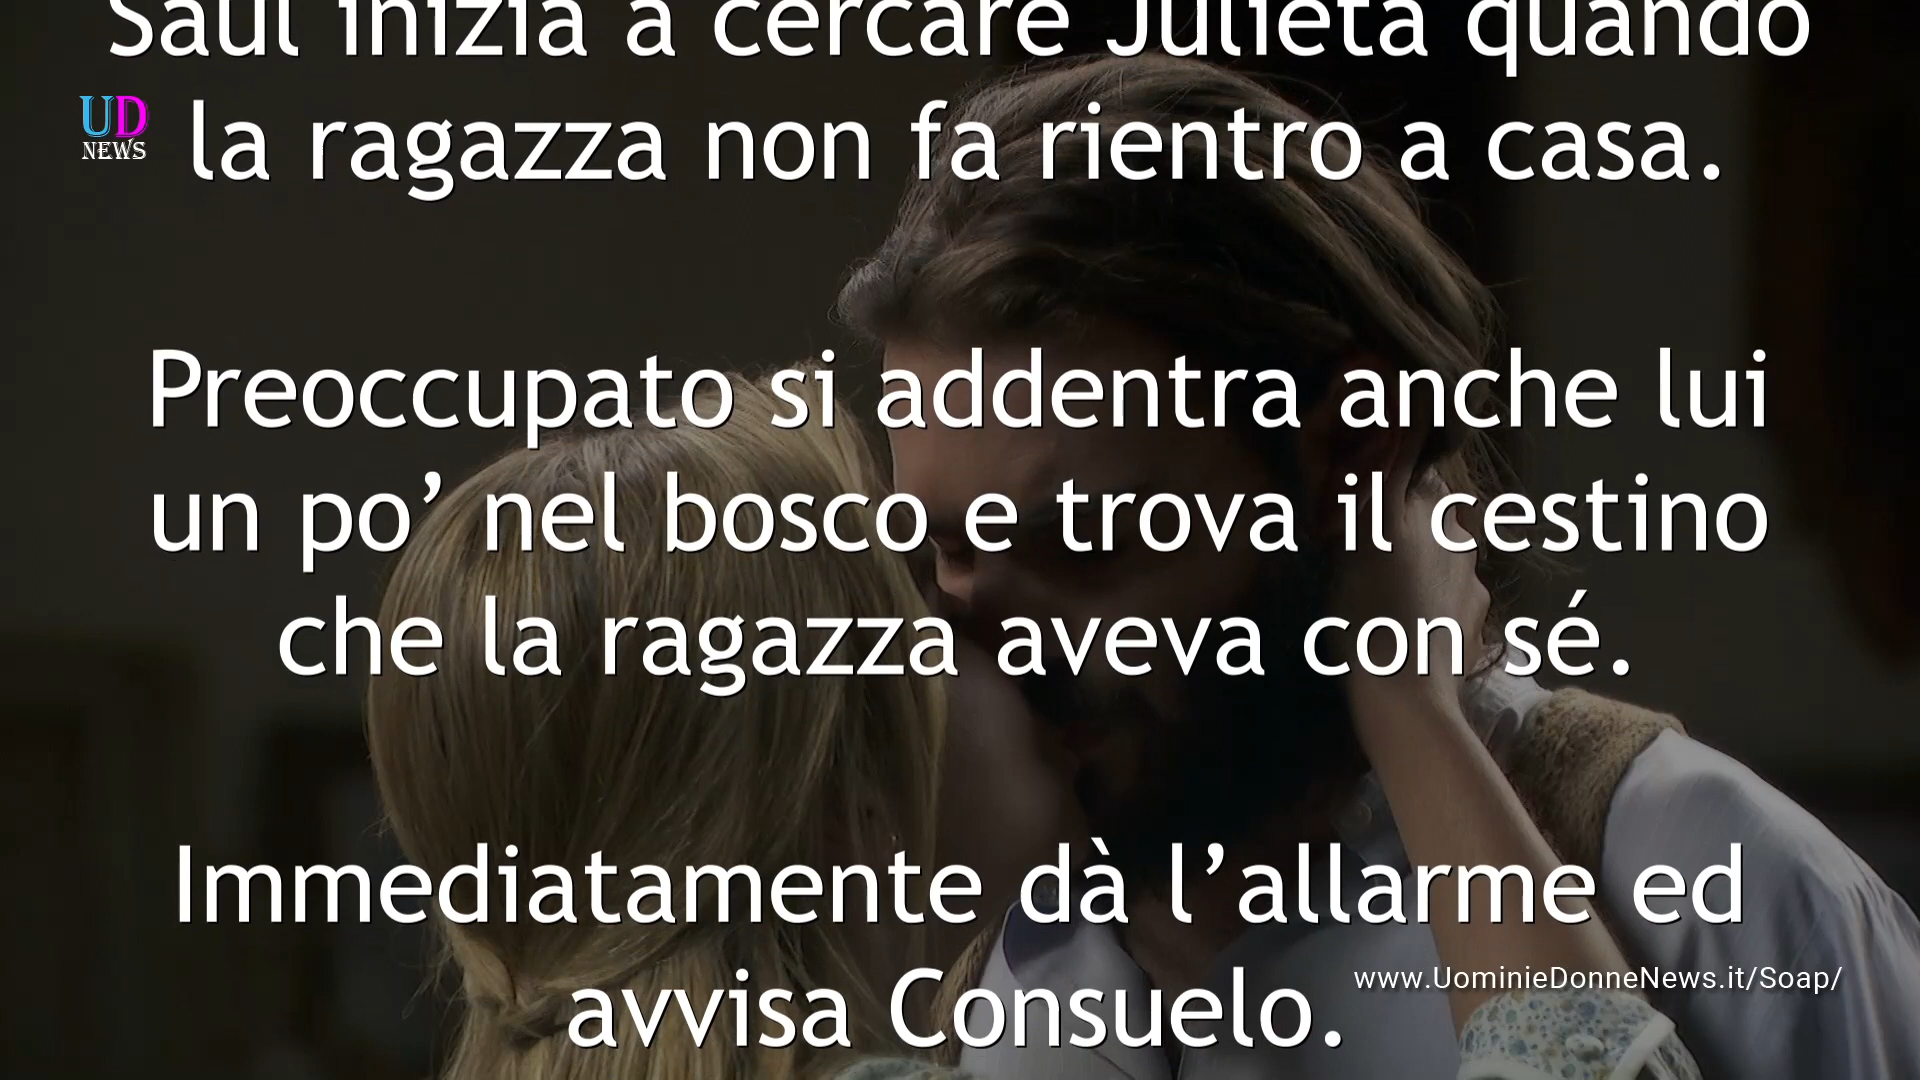 Saul inizia a cercare Julieta quando
UD
NEWS
la ragazza non fa rientro a casa.
Preoccupato si addentra anche lui
un po’ nel bosco e trova il cestino
che la ragazza aveva con sé.
Immediatamente dà l’allarme ed
avvisa Consuelo.
www.UominieDonneNews.it/Soap/